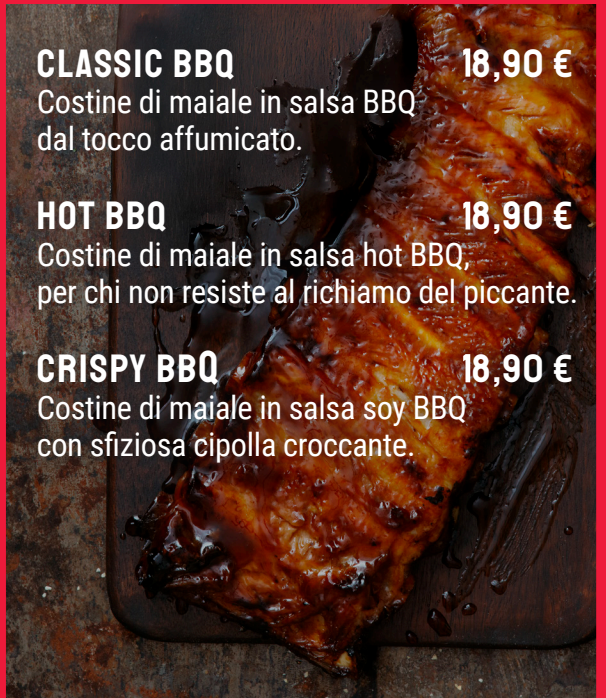 CLASSIC BBQ 18,90 €
Costine di maiale in salsa BBQ
dal tocco affumicato.
HOT BBQ 18,90 €
Costine di maiale in salsa hot BBQ,
per chi non resiste al richiamo del piccante.
CRISPY BBQ 18,90 €
Costine di maiale in salsa soy BBQ
con sfiziosa cipolla croccante.